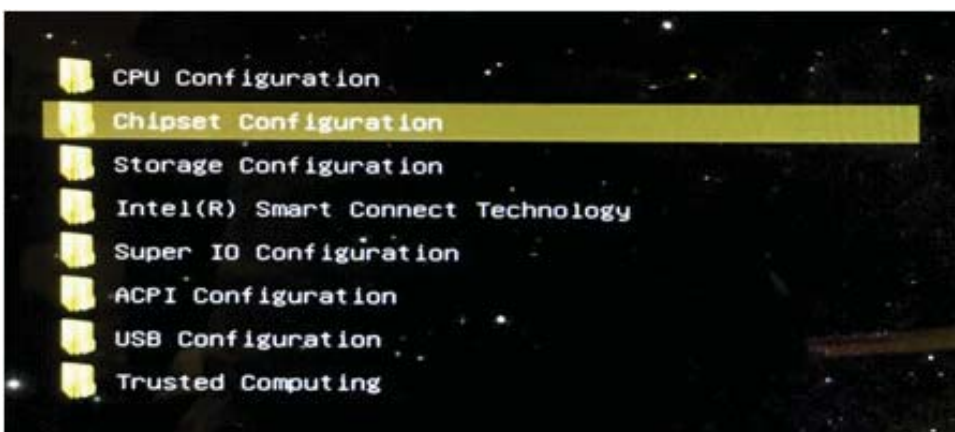 CPU Configuration
Chipset Configuration
Storage Configuration
Intel(R) Smart Connect Technology
Super IO Configuration
ACPI Configuration
USB Configuration
Trusted Computing